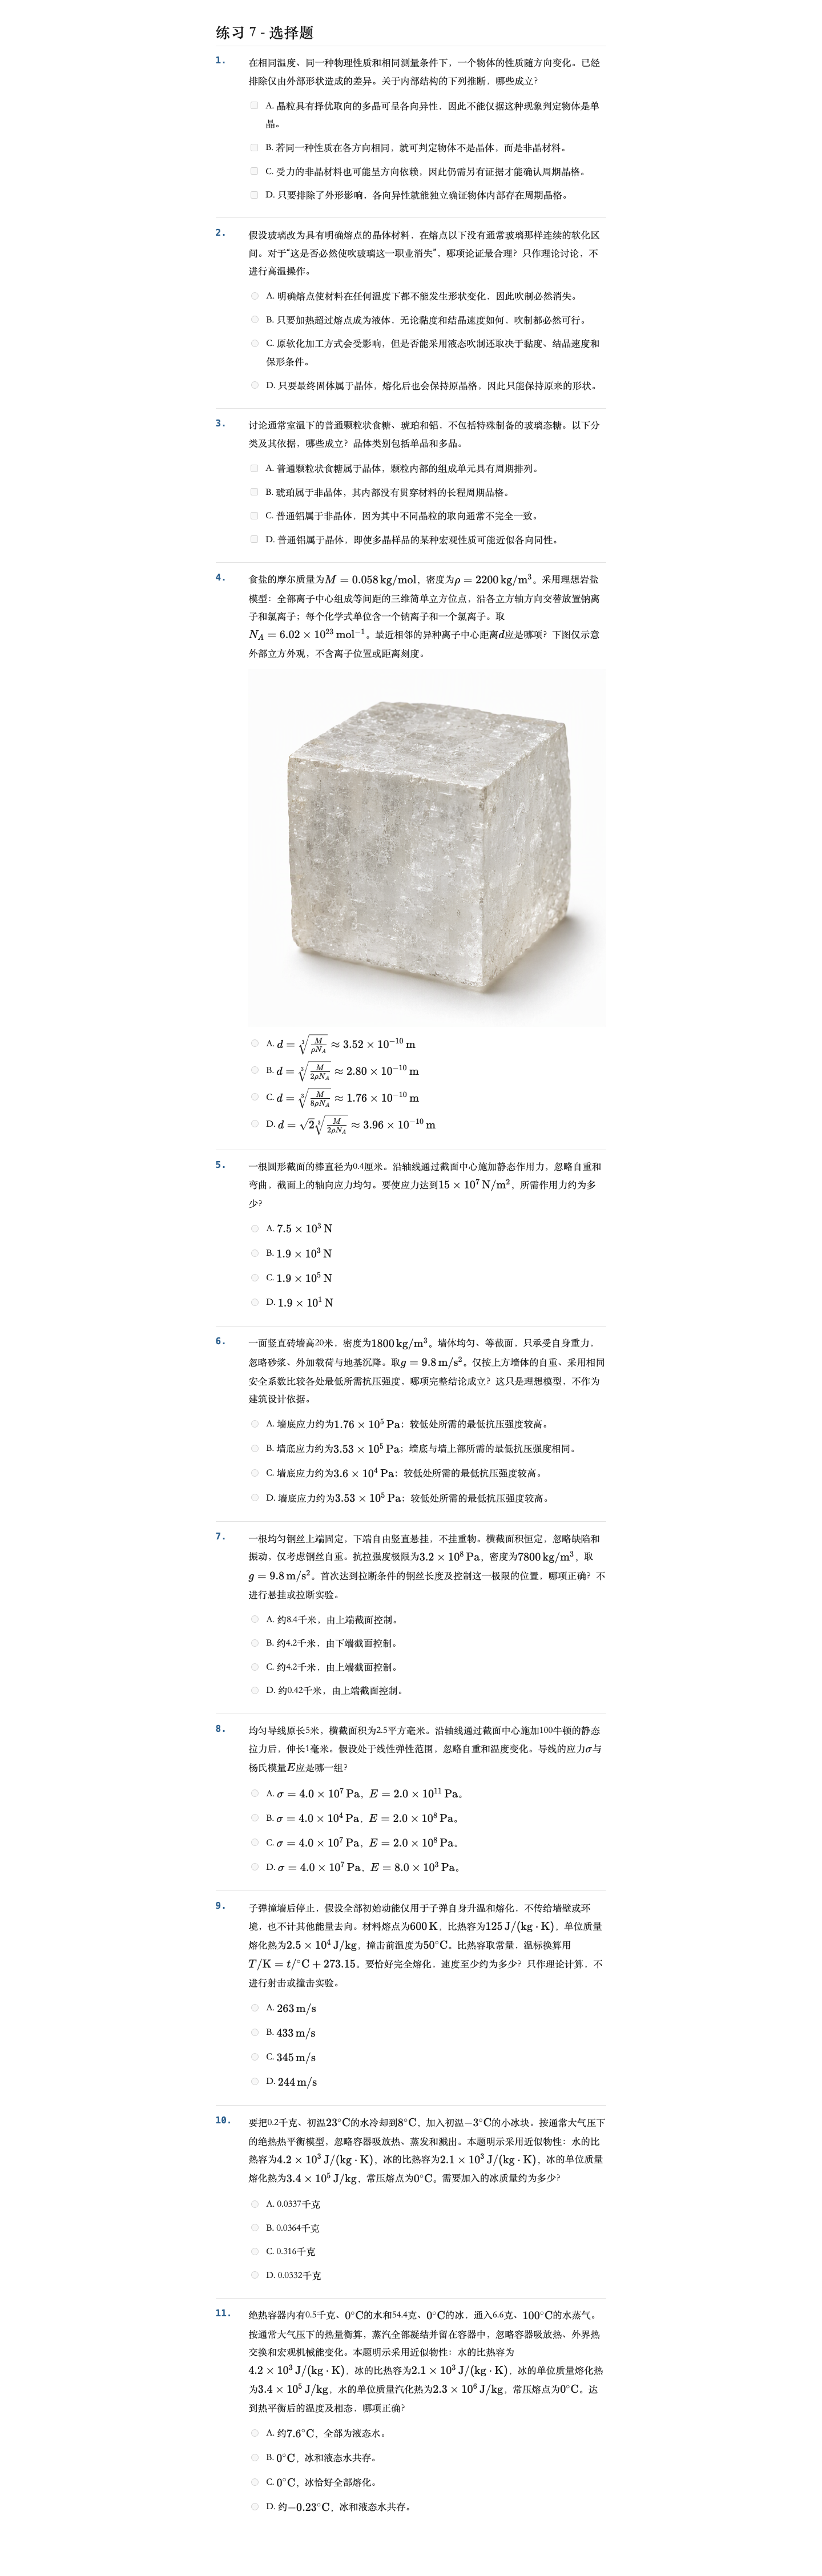 练习 7 - 选择题
1. 在相同温度、同一种物理性质和相同测量条件下，一个物体的性质随方向变化。已经
排除仅由外部形状造成的差异。关于内部结构的下列推断，哪些成立？
A. 晶粒具有择优取向的多晶可呈各向异性，因此不能仅据这种现象判定物体是单
晶。
B. 若同一种性质在各方向相同，就可判定物体不是晶体，而是非晶材料。
C. 受力的非晶材料也可能呈方向依赖，因此仍需另有证据才能确认周期晶格。
D. 只要排除了外形影响，各向异性就能独立确证物体内部存在周期晶格。
2. 假设玻璃改为具有明确熔点的晶体材料，在熔点以下没有通常玻璃那样连续的软化区
间。对于“这是否必然使吹玻璃这一职业消失”，哪项论证最合理？只作理论讨论，不
进行高温操作。
A. 明确熔点使材料在任何温度下都不能发生形状变化，因此吹制必然消失。
B. 只要加热超过熔点成为液体，无论黏度和结晶速度如何，吹制都必然可行。
C. 原软化加工方式会受影响，但是否能采用液态吹制还取决于黏度、结晶速度和
保形条件。
D. 只要最终固体属于晶体，熔化后也会保持原晶格，因此只能保持原来的形状。
3. 讨论通常室温下的普通颗粒状食糖、琥珀和铝，不包括特殊制备的玻璃态糖。以下分
类及其依据，哪些成立？晶体类别包括单晶和多晶。
A. 普通颗粒状食糖属于晶体，颗粒内部的组成单元具有周期排列。
B. 琥珀属于非晶体，其内部没有贯穿材料的长程周期晶格。
C. 普通铝属于非晶体，因为其中不同晶粒的取向通常不完全一致。
D. 普通铝属于晶体，即使多晶样品的某种宏观性质可能近似各向同性。
4. 食盐的摩尔质量为M = 0.058 kg/mol，密度为ρ = 2200 kg/m³。采用理想岩盐
模型：全部离子中心组成等间距的三维简单立方位点，沿各立方轴方向交替放置钠离
子和氯离子；每个化学式单位含一个钠离子和一个氯离子。取
N_A = 6.02 × 10²³ mol⁻¹。最近相邻的异种离子中心距离d应是哪项？下图仅示意
外部立方外观，不含离子位置或距离刻度。
A. d = ∛(M/(ρN_A)) ≈ 3.52 × 10⁻¹⁰ m
B. d = ∛(M/(2ρN_A)) ≈ 2.80 × 10⁻¹⁰ m
C. d = ∛(M/(8ρN_A)) ≈ 1.76 × 10⁻¹⁰ m
D. d = √2 ∛(M/(2ρN_A)) ≈ 3.96 × 10⁻¹⁰ m
5. 一根圆形截面的棒直径为0.4厘米。沿轴线通过截面中心施加静态作用力，忽略自重和
弯曲，截面上的轴向应力均匀。要使应力达到15 × 10⁷ N/m²，所需作用力约为多
少？
A. 7.5 × 10³ N
B. 1.9 × 10³ N
C. 1.9 × 10⁵ N
D. 1.9 × 10¹ N
6. 一面竖直砖墙高20米，密度为1800 kg/m³。墙体均匀、等截面，只承受自身重力，
忽略砂浆、外加载荷与地基沉降。取g = 9.8 m/s²。仅按上方墙体的自重、采用相同
安全系数比较各处最低所需抗压强度，哪项完整结论成立？这只是理想模型，不作为
建筑设计依据。
A. 墙底应力约为1.76 × 10⁵ Pa；较低处所需的最低抗压强度较高。
B. 墙底应力约为3.53 × 10⁵ Pa；墙底与墙上部所需的最低抗压强度相同。
C. 墙底应力约为3.6 × 10⁴ Pa；较低处所需的最低抗压强度较高。
D. 墙底应力约为3.53 × 10⁵ Pa；较低处所需的最低抗压强度较高。
7. 一根均匀钢丝上端固定，下端自由竖直悬挂，不挂重物。横截面积恒定，忽略缺陷和
振动，仅考虑钢丝自重。抗拉强度极限为3.2 × 10⁸ Pa，密度为7800 kg/m³，取
g = 9.8 m/s²。首次达到拉断条件的钢丝长度及控制这一极限的位置，哪项正确？不
进行悬挂或拉断实验。
A. 约8.4千米，由上端截面控制。
B. 约4.2千米，由下端截面控制。
C. 约4.2千米，由上端截面控制。
D. 约0.42千米，由上端截面控制。
8. 均匀导线原长5米，横截面积为2.5平方毫米。沿轴线通过截面中心施加100牛顿的静态
拉力后，伸长1毫米。假设处于线性弹性范围，忽略自重和温度变化。导线的应力σ与
杨氏模量E应是哪一组？
A. σ = 4.0 × 10⁷ Pa，E = 2.0 × 10¹¹ Pa。
B. σ = 4.0 × 10⁴ Pa，E = 2.0 × 10⁸ Pa。
C. σ = 4.0 × 10⁷ Pa，E = 2.0 × 10⁸ Pa。
D. σ = 4.0 × 10⁷ Pa，E = 8.0 × 10³ Pa。
9. 子弹撞墙后停止，假设全部初始动能仅用于子弹自身升温和熔化，不传给墙壁或环
境，也不计其他能量去向。材料熔点为600 K，比热容为125 J/(kg · K)，单位质量
熔化热为2.5 × 10⁴ J/kg，撞击前温度为50°C。比热容取常量，温标换算用
T/K = t/°C + 273.15。要恰好完全熔化，速度至少约为多少？只作理论计算，不
进行射击或撞击实验。
A. 263 m/s
B. 433 m/s
C. 345 m/s
D. 244 m/s
10. 要把0.2千克、初温23°C的水冷却到8°C，加入初温−3°C的小冰块。按通常大气压下
的绝热热平衡模型，忽略容器吸放热、蒸发和溅出。本题明示采用近似物性：水的比
热容为4.2 × 10³ J/(kg · K)，冰的比热容为2.1 × 10³ J/(kg · K)，冰的单位质量
熔化热为3.4 × 10⁵ J/kg，常压熔点为0°C。需要加入的冰质量约为多少？
A. 0.0337千克
B. 0.0364千克
C. 0.316千克
D. 0.0332千克
11. 绝热容器内有0.5千克、0°C的水和54.4克、0°C的冰，通入6.6克、100°C的水蒸气。
按通常大气压下的热量衡算，蒸汽全部凝结并留在容器中，忽略容器吸放热、外界热
交换和宏观机械能变化。本题明示采用近似物性：水的比热容为
4.2 × 10³ J/(kg · K)，冰的比热容为2.1 × 10³ J/(kg · K)，冰的单位质量熔化热
为3.4 × 10⁵ J/kg，水的单位质量汽化热为2.3 × 10⁶ J/kg，常压熔点为0°C。达
到热平衡后的温度及相态，哪项正确？
A. 约7.6°C，全部为液态水。
B. 0°C，冰和液态水共存。
C. 0°C，冰恰好全部熔化。
D. 约−0.23°C，冰和液态水共存。